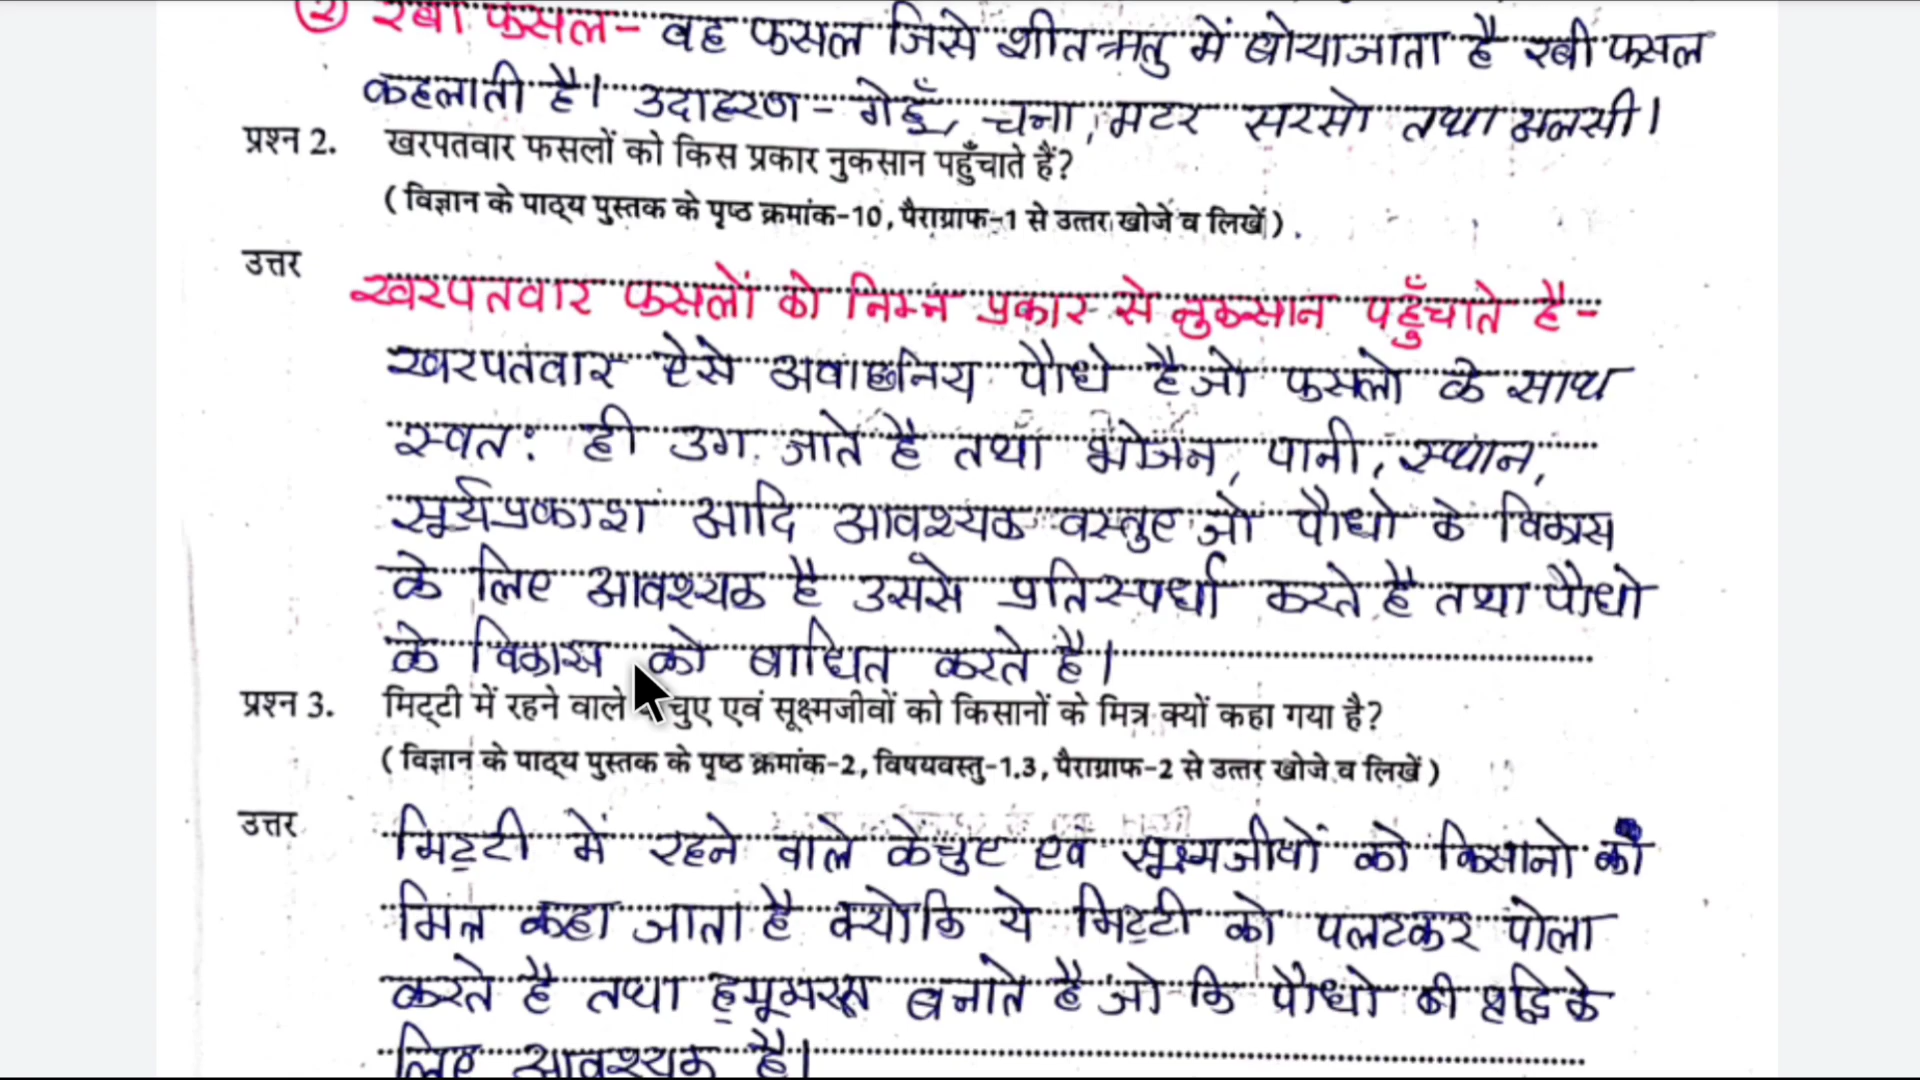 ② रबी फसल- वह फसल जिसे शीत ऋतु में बोया जाता है रबी फसल
कहलाती है। उदाहरण - गेहूँ, चना, मटर सरसो तथा अलसी।
प्रश्न 2. खरपतवार फसलों को किस प्रकार नुकसान पहुँचाते हैं?
(विज्ञान के पाठ्य पुस्तक के पृष्ठ क्रमांक-10, पैराग्राफ-1 से उत्तर खोजें व लिखें)
उत्तर
खरपतवार फसलों को निम्न प्रकार से नुकसान पहुँचाते है-
खरपतवार ऐसे अवाछनिय पौधे है जो फसलो के साथ
स्वत: ही उग जाते है तथा भोजन, पानी, स्थान,
सूर्यप्रकाश आदि आवश्यक वस्तुए जो पौधो के विकास
के लिए आवश्यक है उससे प्रतिस्पर्धा करते है तथा पौधो
के विकास को बाधित करते है।
प्रश्न 3. मिट्टी में रहने वाले चुए एवं सूक्ष्मजीवों को किसानों के मित्र क्यों कहा गया है?
(विज्ञान के पाठ्य पुस्तक के पृष्ठ क्रमांक-2, विषयवस्तु-1.3, पैराग्राफ-2 से उत्तर खोजे व लिखें)
उत्तर मिट्टी में रहने वाले केंचुए एवं सूक्ष्मजीवों को किसानो का
मित्र कहा जाता है क्योकि ये मिट्टी को पलटकर पोला
करते है तथा ह्यूमस बनाते है जो कि पौधो की वृद्धि के
लिए आवश्यक है।